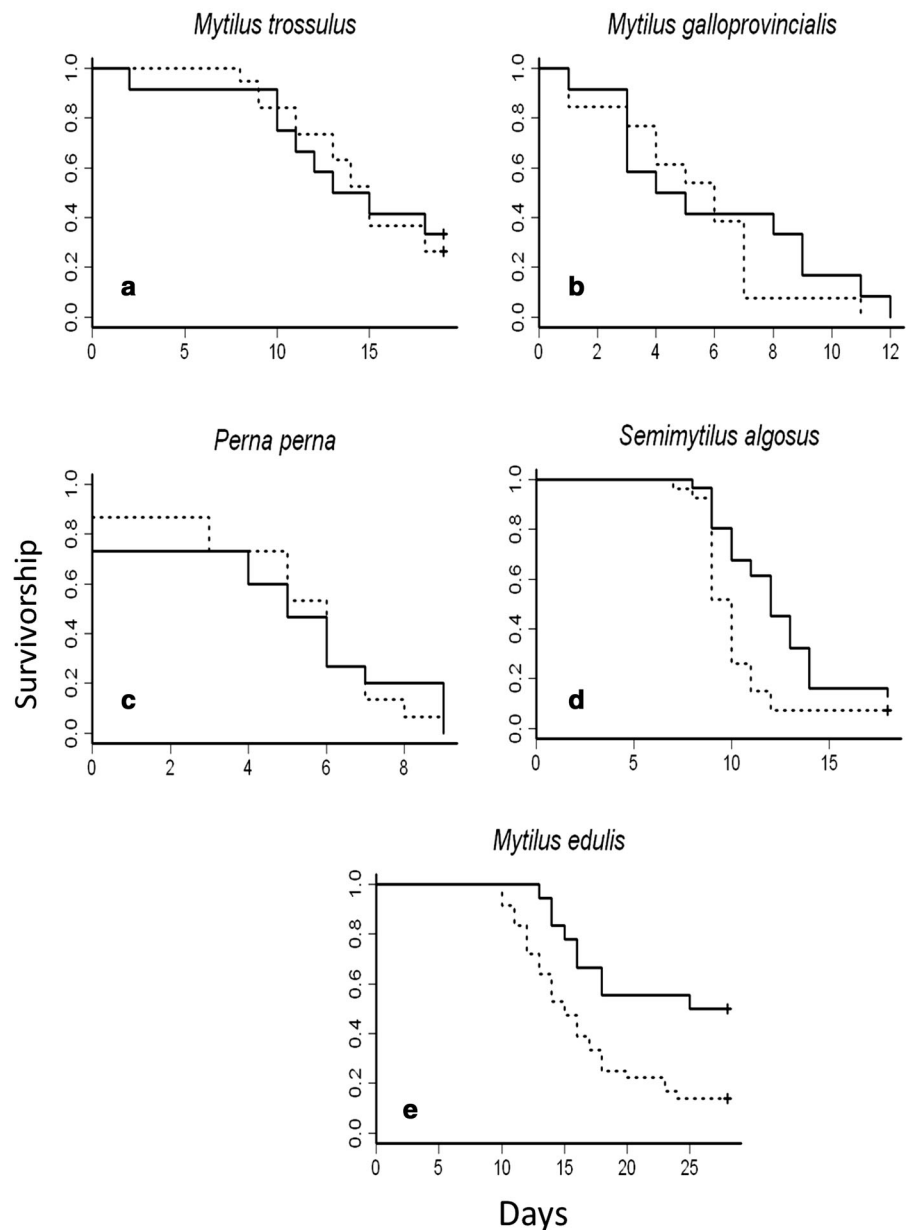 Mytilus trossulus
Mytilus galloprovincialis
1.0
0.8
0.6
0.4
0.2
0.0
a
0 5 10 15
1.0
0.8
0.6
0.4
0.2
0.0
b
0 2 4 6 8 10 12
Perna perna
Semimytilus algosus
Survivorship
1.0
0.8
0.6
0.4
0.2
0.0
c
0 2 4 6 8
1.0
0.8
0.6
0.4
0.2
0.0
d
0 5 10 15
Mytilus edulis
1.0
0.8
0.6
0.4
0.2
0.0
e
0 5 10 15 20 25
Days